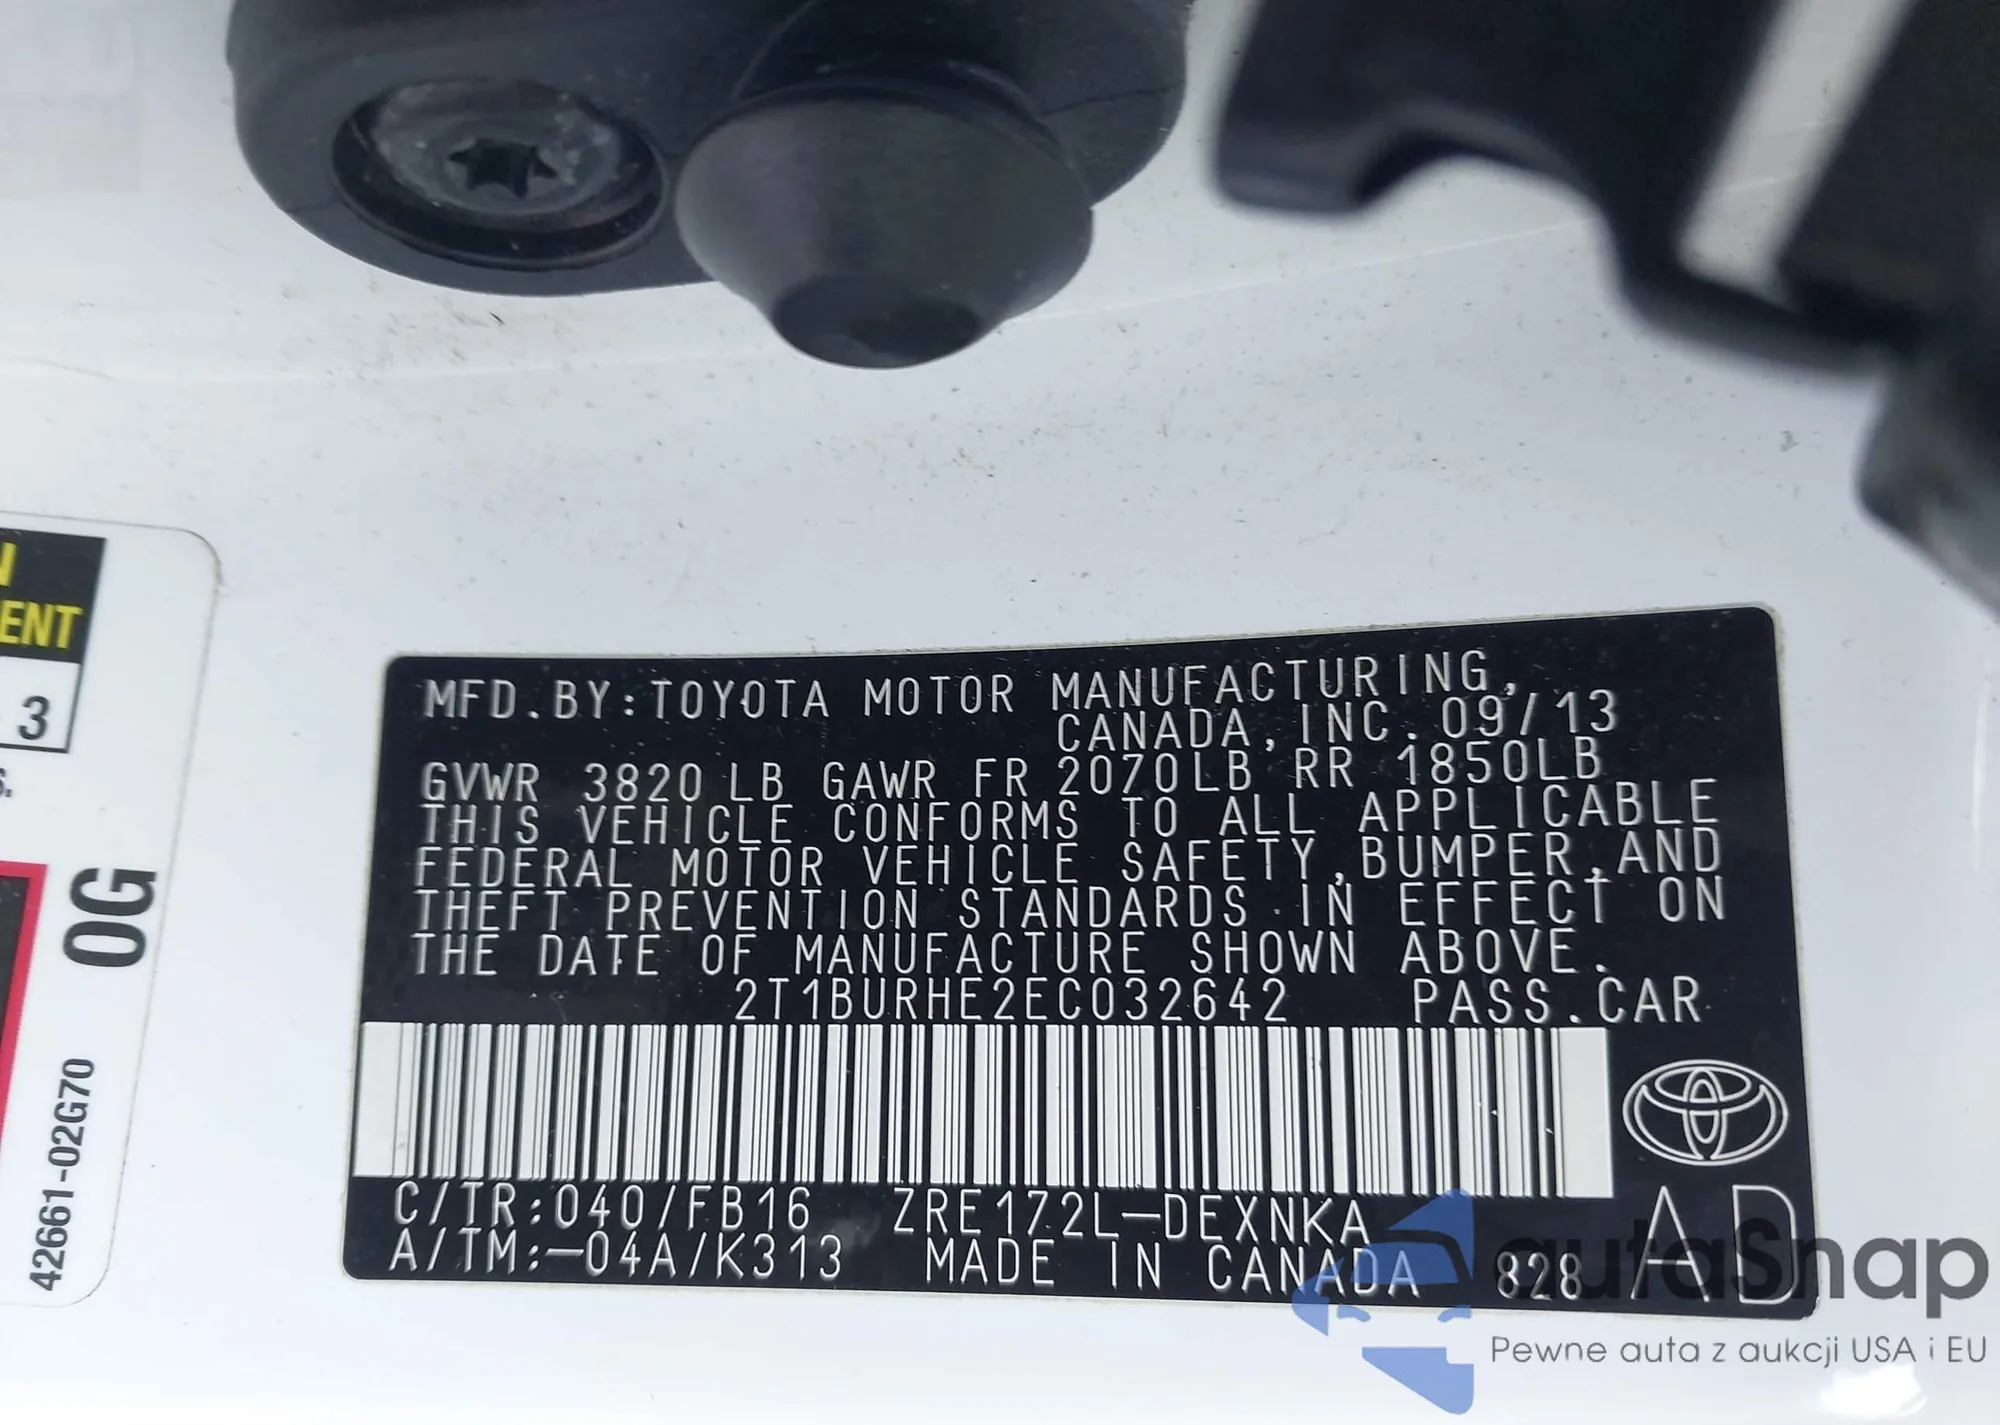 MFD.BY:TOYOTA MOTOR MANUFACTURING,
CANADA,INC. 09/13
GVWR 3820LB GAWR FR 2070LB RR 1850LB
THIS VEHICLE CONFORMS TO ALL APPLICABLE
FEDERAL MOTOR VEHICLE SAFETY,BUMPER,AND
THEFT PREVENTION STANDARDS IN EFFECT ON
THE DATE OF MANUFACTURE SHOWN ABOVE.
2T1BURHE2EC032642 PASS.CAR
C/TR:040/FB16 ZRE172L-DEXNKA
A/TM:-04A/K313 MADE IN CANADA 828 AD
ENT
3
0G
42661-02G70
autaSnap
Pewne auta z aukcji USA i EU